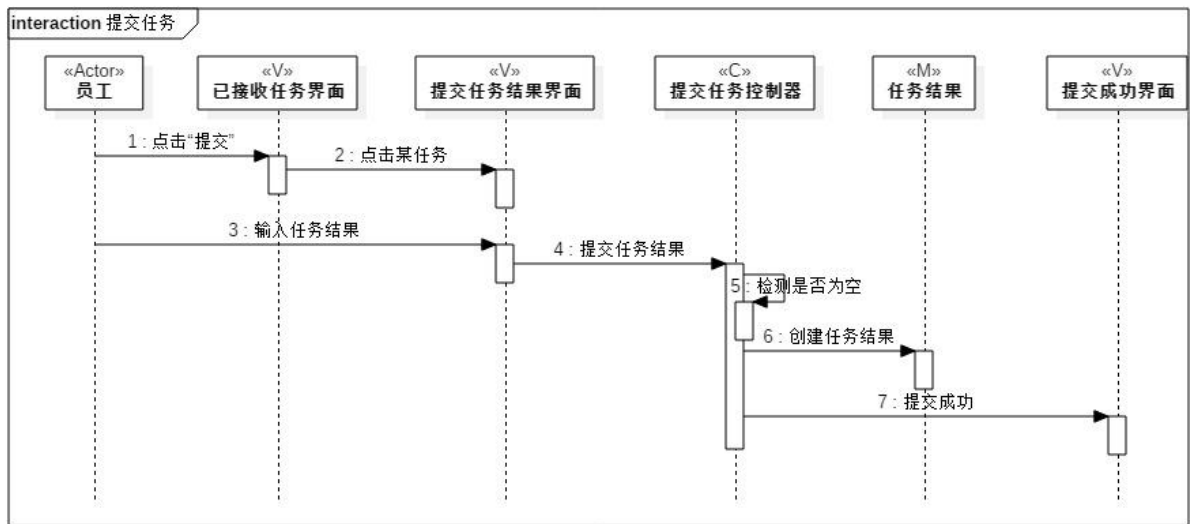 interaction 提交任务
«Actor»
员工
«V»
已接收任务界面
«V»
提交任务结果界面
«C»
提交任务控制器
«M»
任务结果
«V»
提交成功界面
1 : 点击“提交”
2 : 点击某任务
3 : 输入任务结果
4 : 提交任务结果
5 : 检测是否为空
6 : 创建任务结果
7 : 提交成功